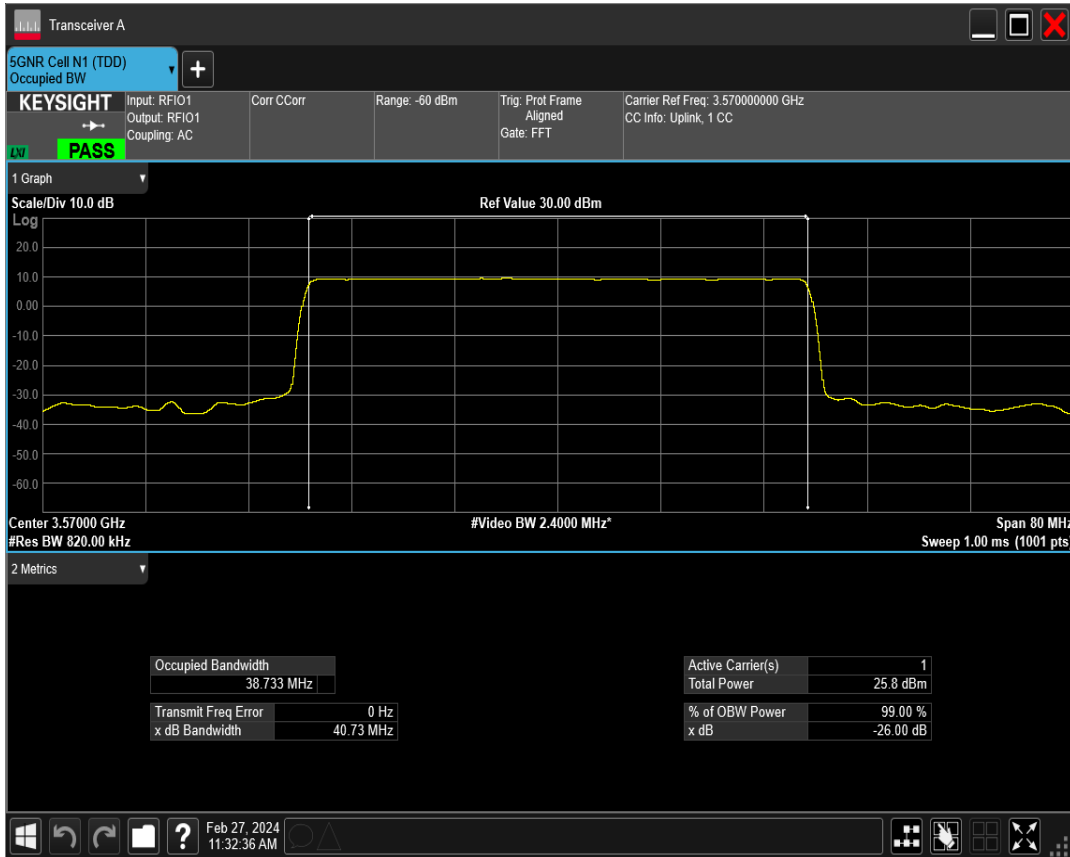 Transceiver A
5GNR Cell N1 (TDD)
Occupied BW
+
KEYSIGHT
LXI
PASS
Input: RFIO1
Output: RFIO1
Coupling: AC
Corr CCorr
Range: -60 dBm
Trig: Prot Frame
Aligned
Gate: FFT
Carrier Ref Freq: 3.570000000 GHz
CC Info: Uplink, 1 CC
1 Graph
Scale/Div 10.0 dB
Ref Value 30.00 dBm
Log
20.0
10.0
0.00
-10.0
-20.0
-30.0
-40.0
-50.0
-60.0
Center 3.57000 GHz
#Video BW 2.4000 MHz*
Span 80 MHz
#Res BW 820.00 kHz
Sweep 1.00 ms (1001 pts)
2 Metrics
Occupied Bandwidth
38.733 MHz
Transmit Freq Error 0 Hz
x dB Bandwidth 40.73 MHz
Active Carrier(s) 1
Total Power 25.8 dBm
% of OBW Power 99.00 %
x dB -26.00 dB
?
Feb 27, 2024
11:32:36 AM